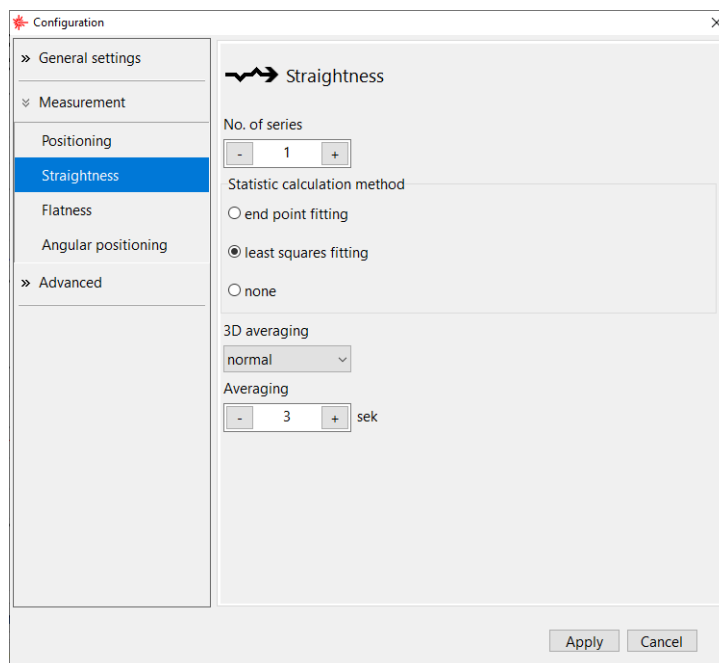 Configuration
General settings
Measurement
Positioning
Straightness
Flatness
Angular positioning
Advanced
Straightness
No. of series
- 1 +
Statistic calculation method
end point fitting
least squares fitting
none
3D averaging
normal
Averaging
- 3 + sek
Apply Cancel